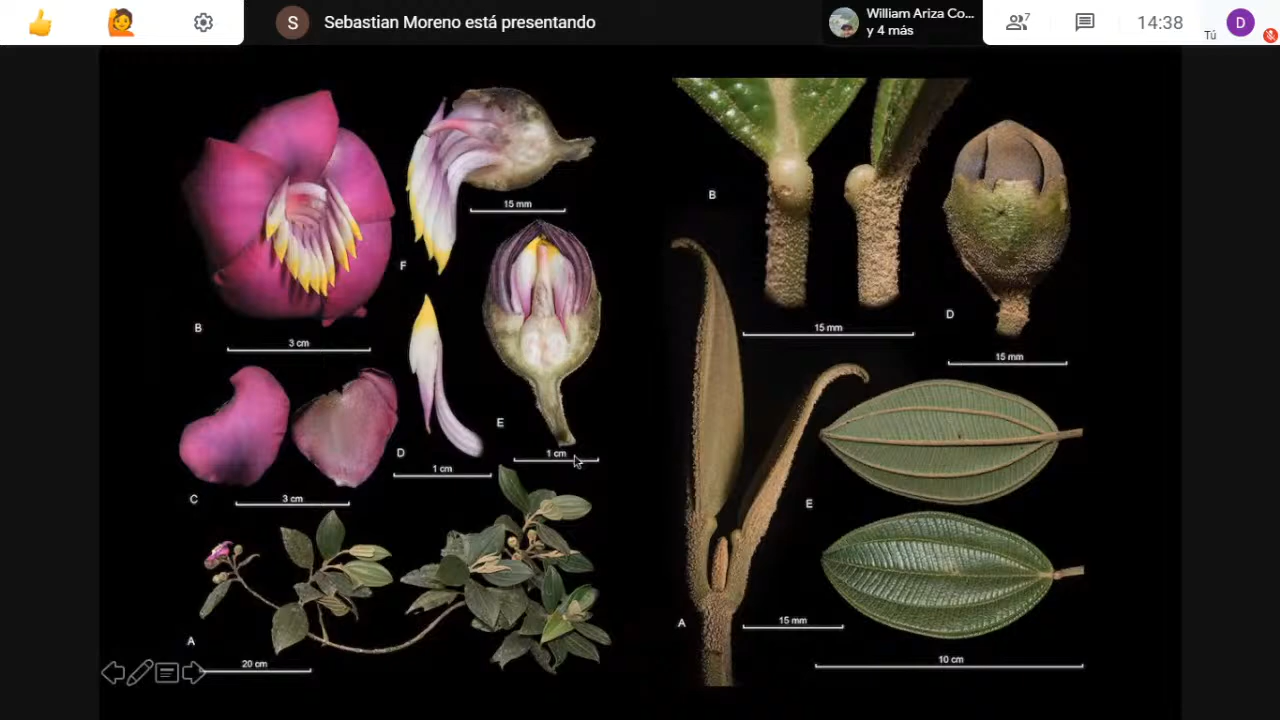 S Sebastian Moreno está presentando
William Ariza Co...
y 4 más
7
14:38
Tú
D
B
3 cm
F
15 mm
C
3 cm
D
1 cm
E
1 cm
A
20 cm
B
15 mm
D
15 mm
A
15 mm
E
10 cm